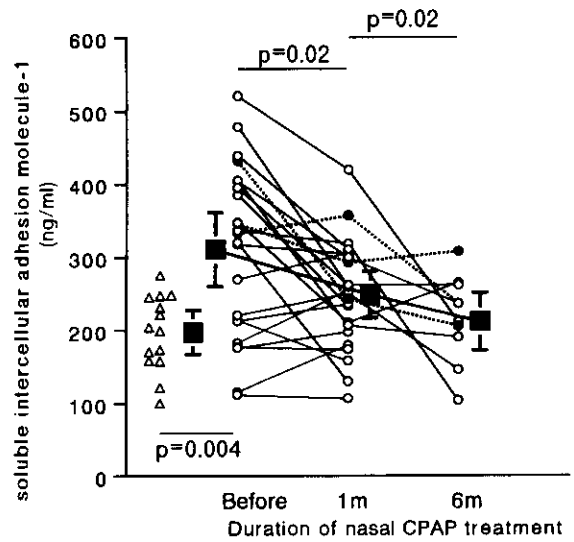 soluble intercellular adhesion molecule-1
(ng/ml)
600
500
400
300
200
100
0
p=0.02
p=0.02
p=0.004
Before 1m 6m
Duration of nasal CPAP treatment